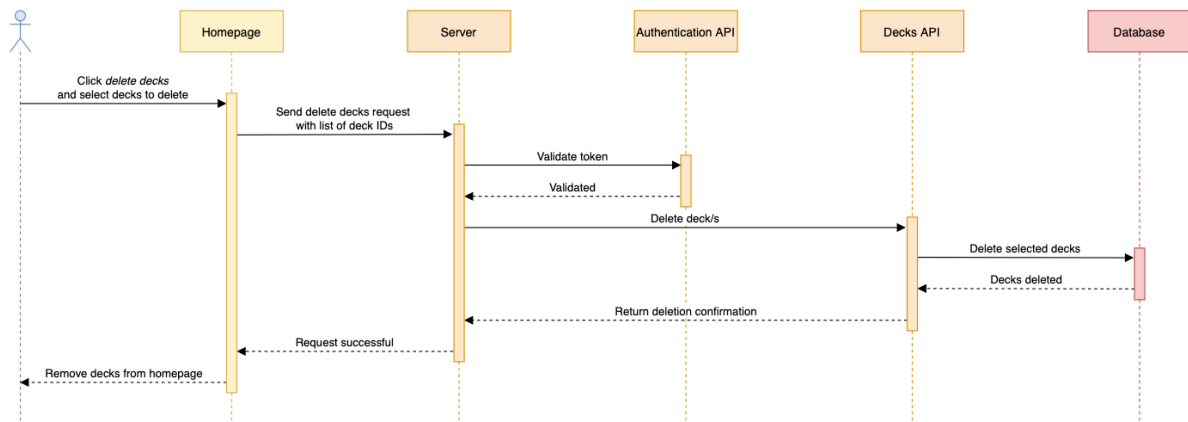 Homepage
Server
Authentication API
Decks API
Database
Click delete decks
and select decks to delete
Send delete decks request
with list of deck IDs
Validate token
Validated
Delete deck/s
Delete selected decks
Decks deleted
Return deletion confirmation
Request successful
Remove decks from homepage